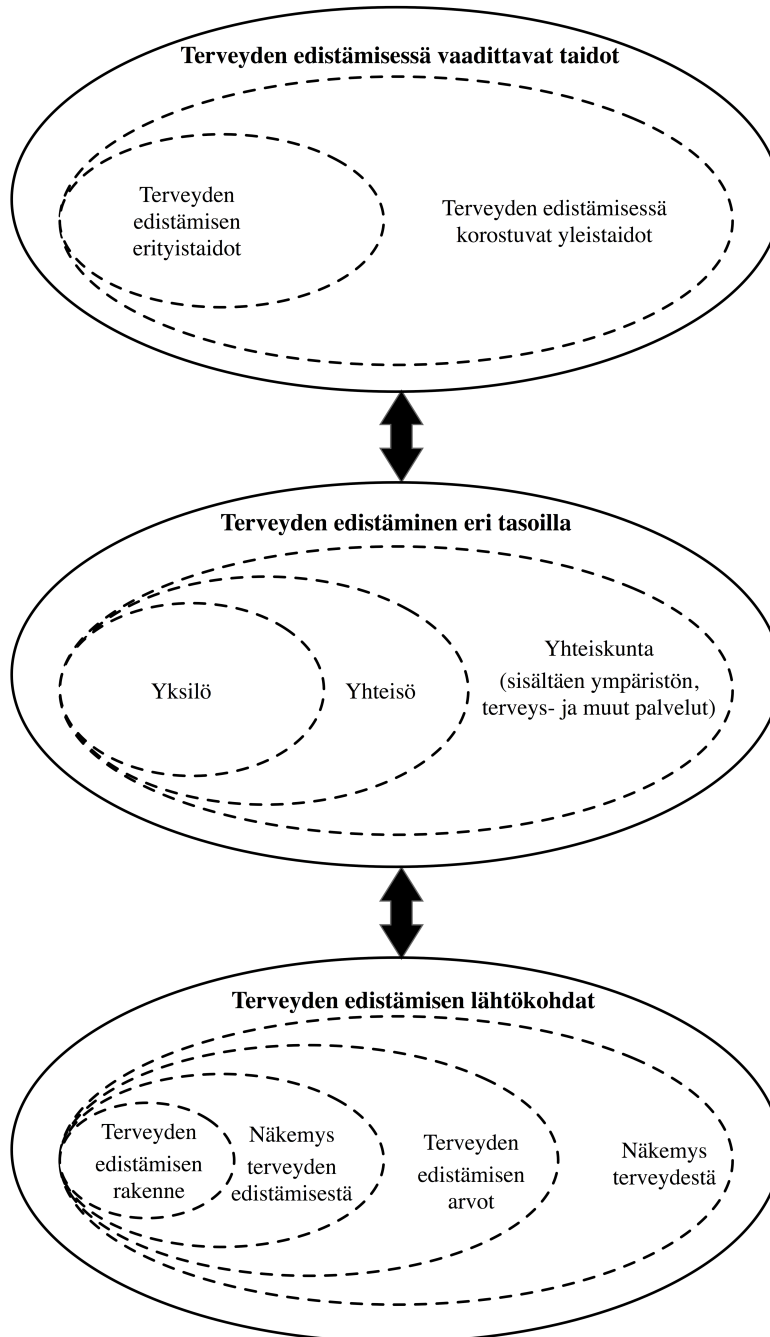 Terveyden edistämisessä vaadittavat taidot
Terveyden
edistämisen
erityistaidot
Terveyden edistämisessä
korostuvat yleistaidot
Terveyden edistäminen eri tasoilla
Yksilö
Yhteisö
Yhteiskunta
(sisältäen ympäristön,
terveys- ja muut palvelut)
Terveyden edistämisen lähtökohdat
Terveyden
edistämisen
rakenne
Näkemys
terveyden
edistämisestä
Terveyden
edistämisen
arvot
Näkemys
terveydestä